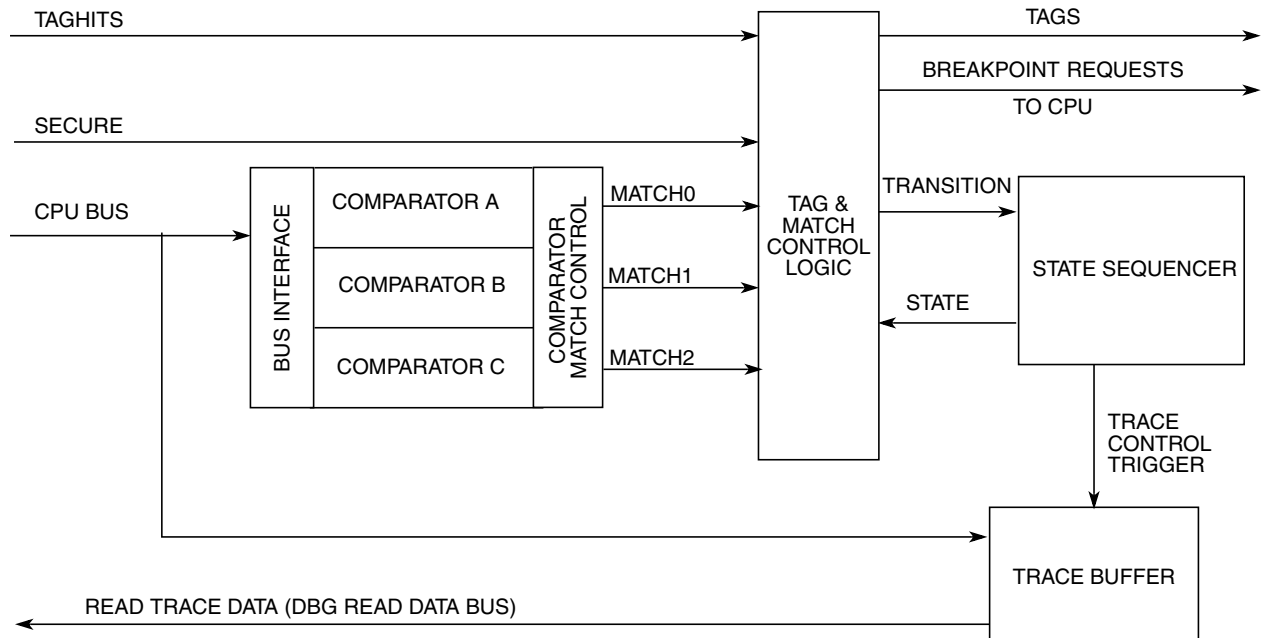 TAGHITS
TAGS
BREAKPOINT REQUESTS
TO CPU
SECURE
CPU BUS
BUS INTERFACE
COMPARATOR A
COMPARATOR B
COMPARATOR C
COMPARATOR
MATCH CONTROL
MATCH0
MATCH1
MATCH2
TAG &
MATCH
CONTROL
LOGIC
TRANSITION
STATE
STATE SEQUENCER
TRACE
CONTROL
TRIGGER
TRACE BUFFER
READ TRACE DATA (DBG READ DATA BUS)